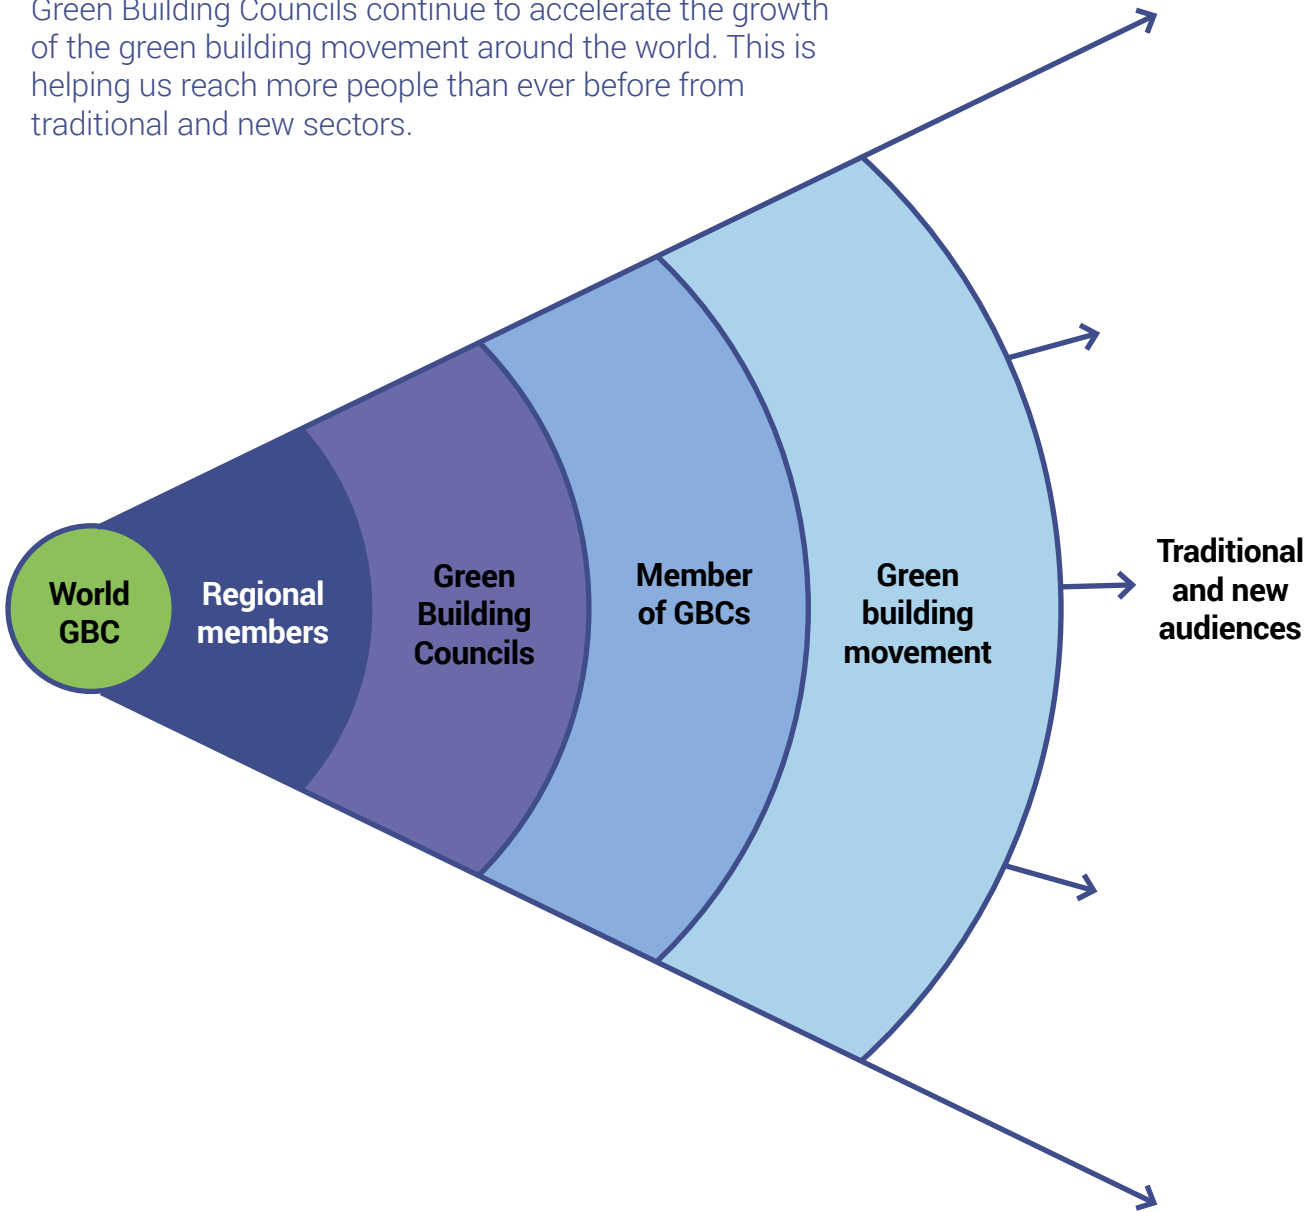 Green Building Councils continue to accelerate the growth
of the green building movement around the world. This is
helping us reach more people than ever before from
traditional and new sectors.
World
GBC
Regional
members
Green
Building
Councils
Member
of GBCs
Green
building
movement
Traditional
and new
audiences